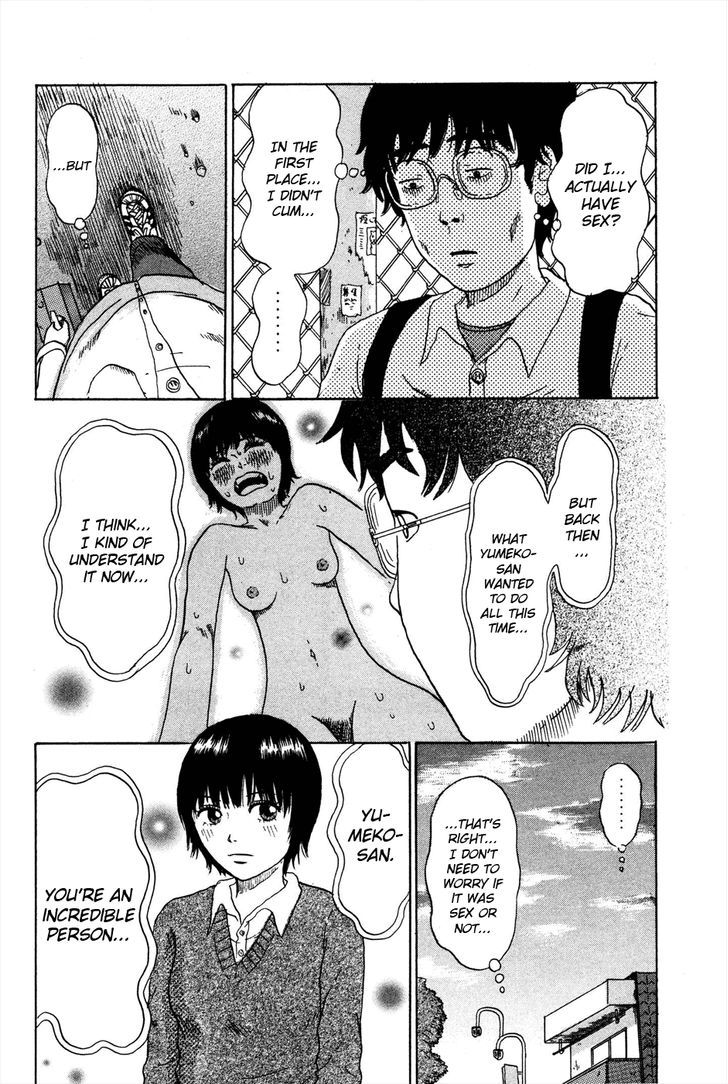 DID I...
ACTUALLY
HAVE
SEX?
IN THE
FIRST
PLACE...
I DIDN'T
CUM...
......
...BUT
BUT
BACK
THEN
...
WHAT
YUMEKO-
SAN
WANTED
TO DO
ALL THIS
TIME...
I THINK...
I KIND OF
UNDERSTAND
IT NOW...
......
...THAT'S
RIGHT...
I DON'T
NEED TO
WORRY IF
IT WAS
SEX OR
NOT...
YU-
MEKO-
SAN.
YOU'RE AN
INCREDIBLE
PERSON...